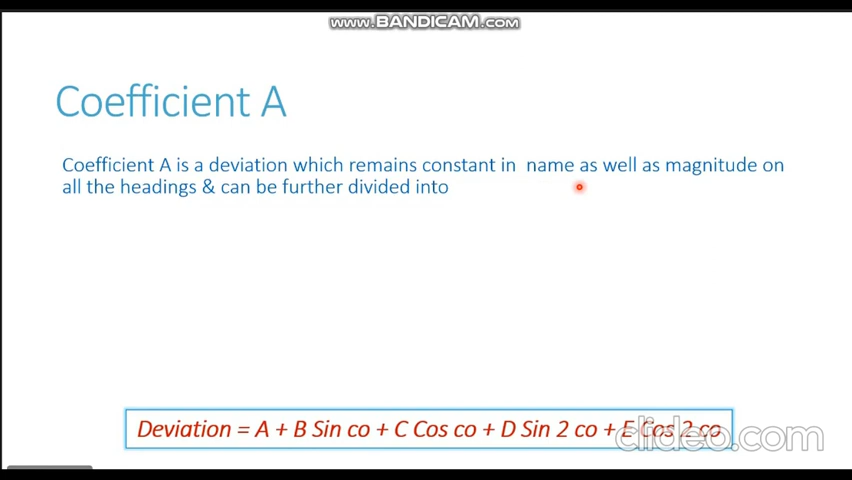 www.BANDICAM.com
Coefficient A
Coefficient A is a deviation which remains constant in name as well as magnitude on
all the headings & can be further divided into
Deviation = A + B Sin co + C Cos co + D Sin 2 co + E Cos 2 co
clideo.com